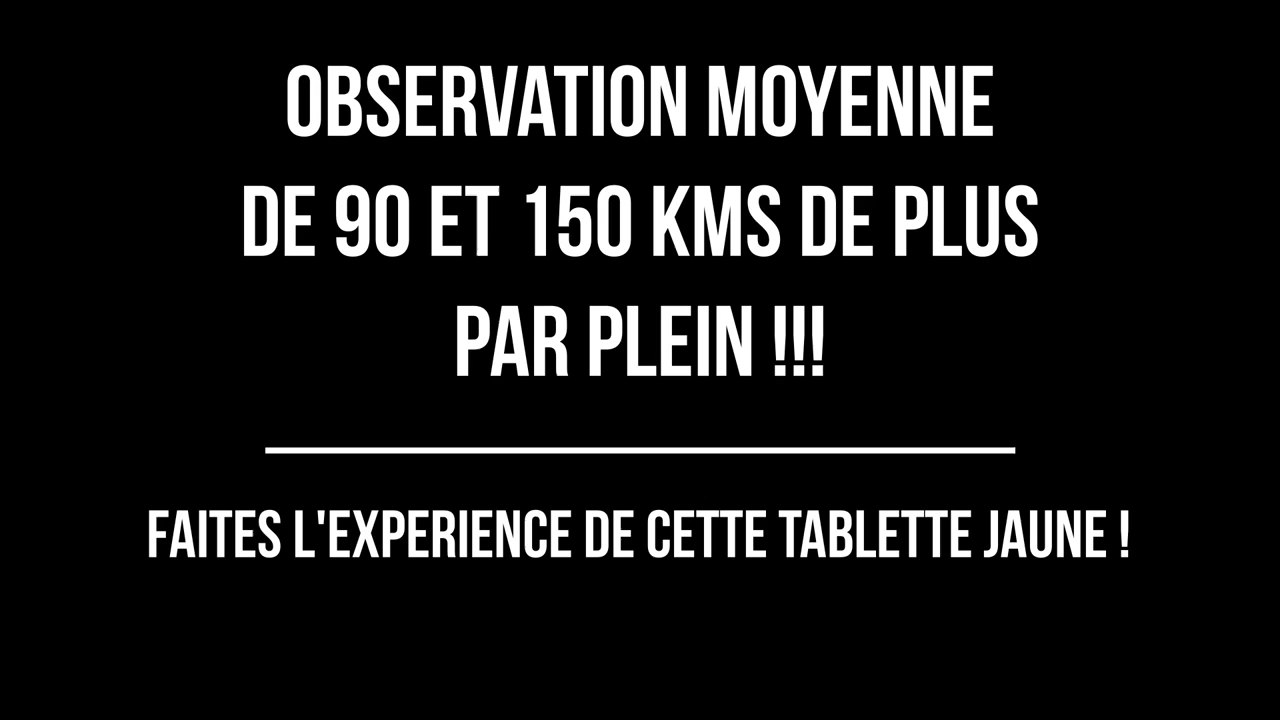 OBSERVATION MOYENNE
DE 90 ET 150 KMS DE PLUS
PAR PLEIN !!!
FAITES L'EXPERIENCE DE CETTE TABLETTE JAUNE !